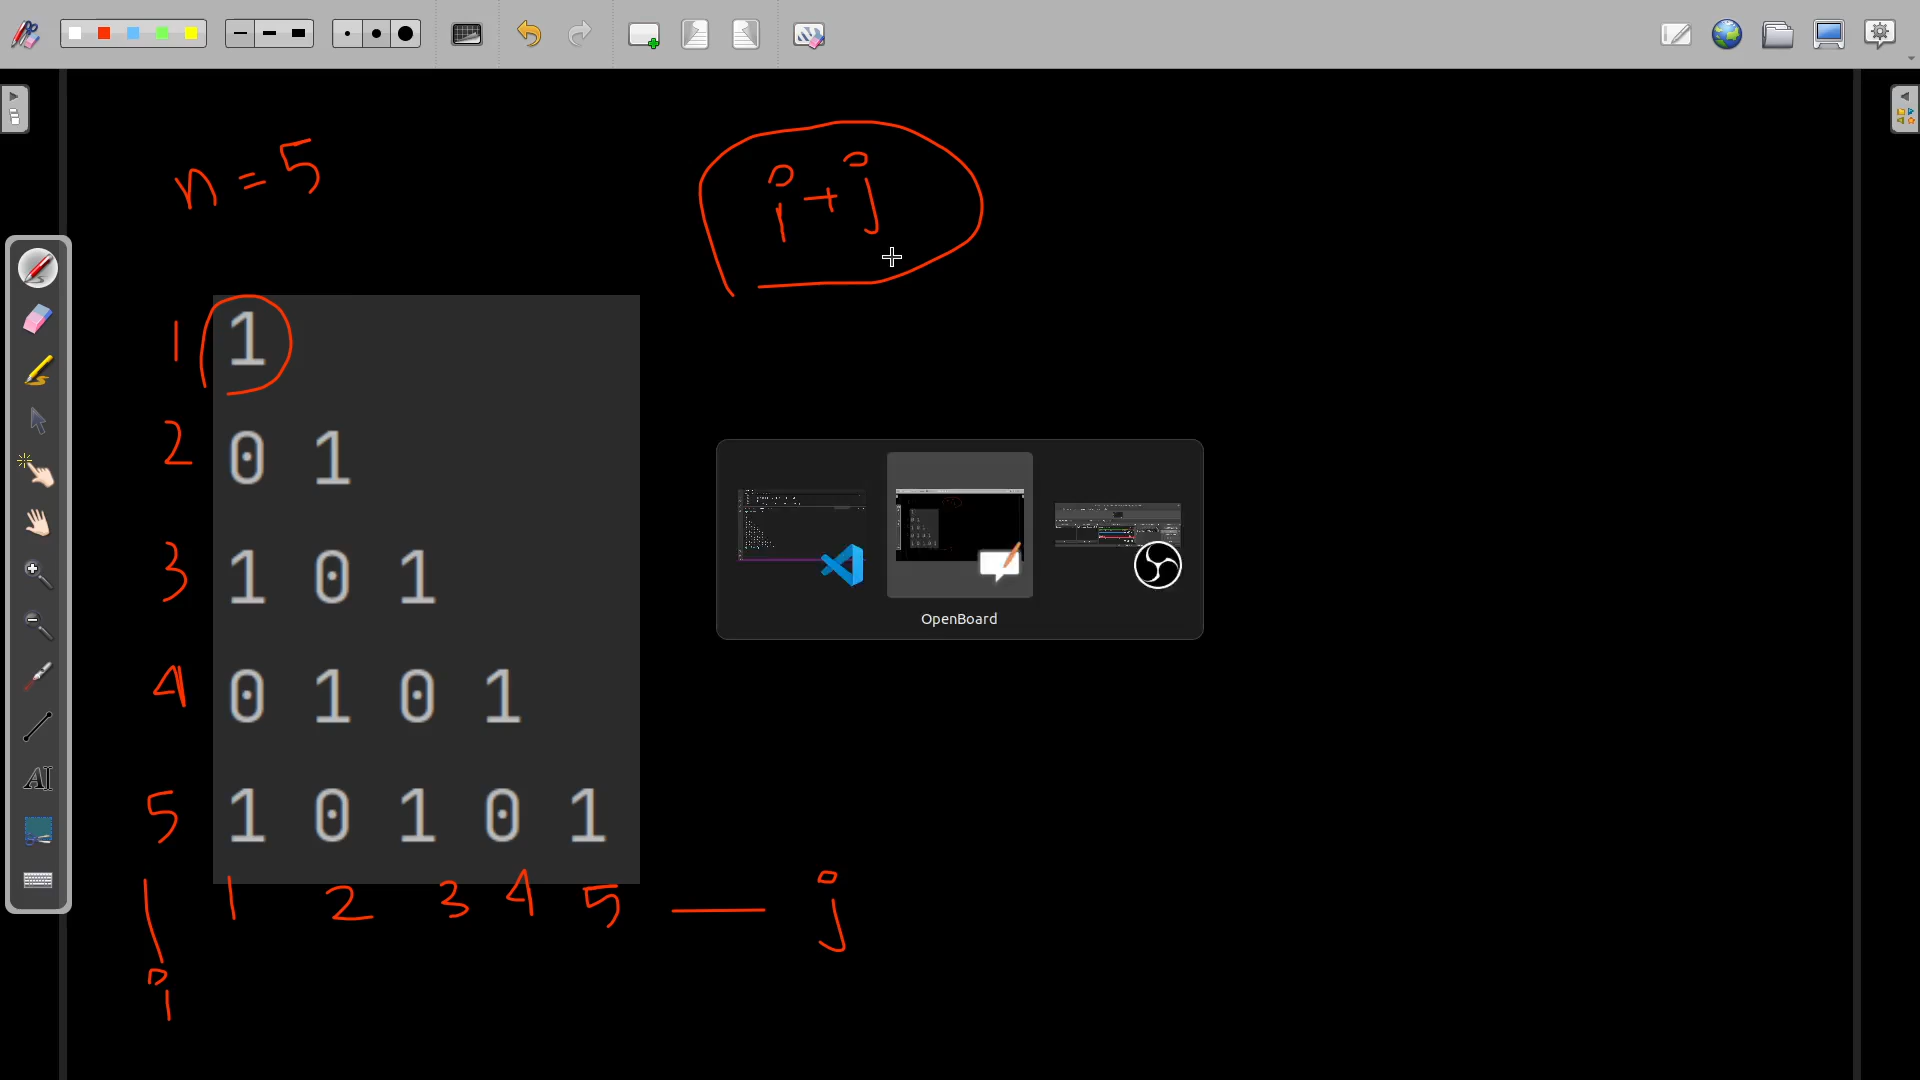 n = 5
i + j
1 1
2 0 1
3 1 0 1
OpenBoard
4 0 1 0 1
5 1 0 1 0 1
1 2 3 4 5 — j
i
AI